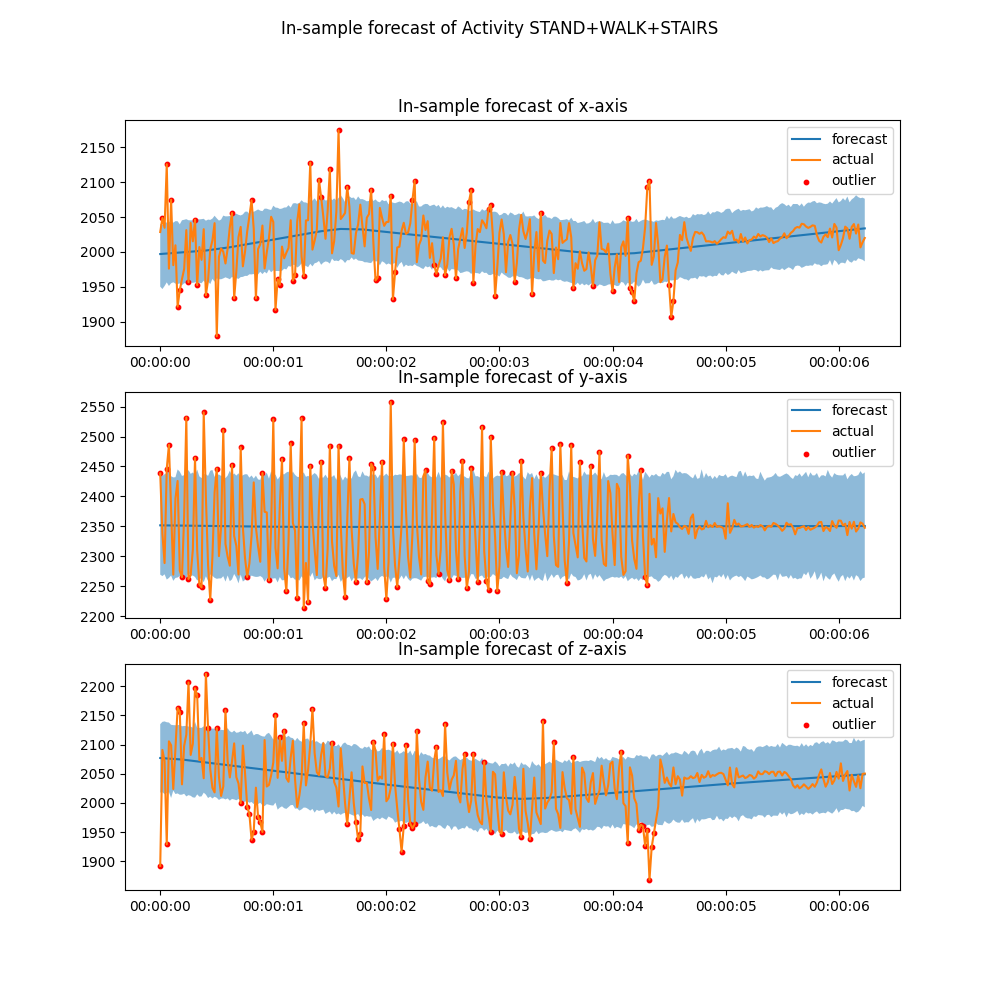 In-sample forecast of Activity STAND+WALK+STAIRS
In-sample forecast of x-axis
forecast
actual
outlier
2150
2100
2050
2000
1950
1900
00:00:00 00:00:01 00:00:02 00:00:03 00:00:04 00:00:05 00:00:06
In-sample forecast of y-axis
forecast
actual
outlier
2550
2500
2450
2400
2350
2300
2250
2200
00:00:00 00:00:01 00:00:02 00:00:03 00:00:04 00:00:05 00:00:06
In-sample forecast of z-axis
forecast
actual
outlier
2200
2150
2100
2050
2000
1950
1900
00:00:00 00:00:01 00:00:02 00:00:03 00:00:04 00:00:05 00:00:06